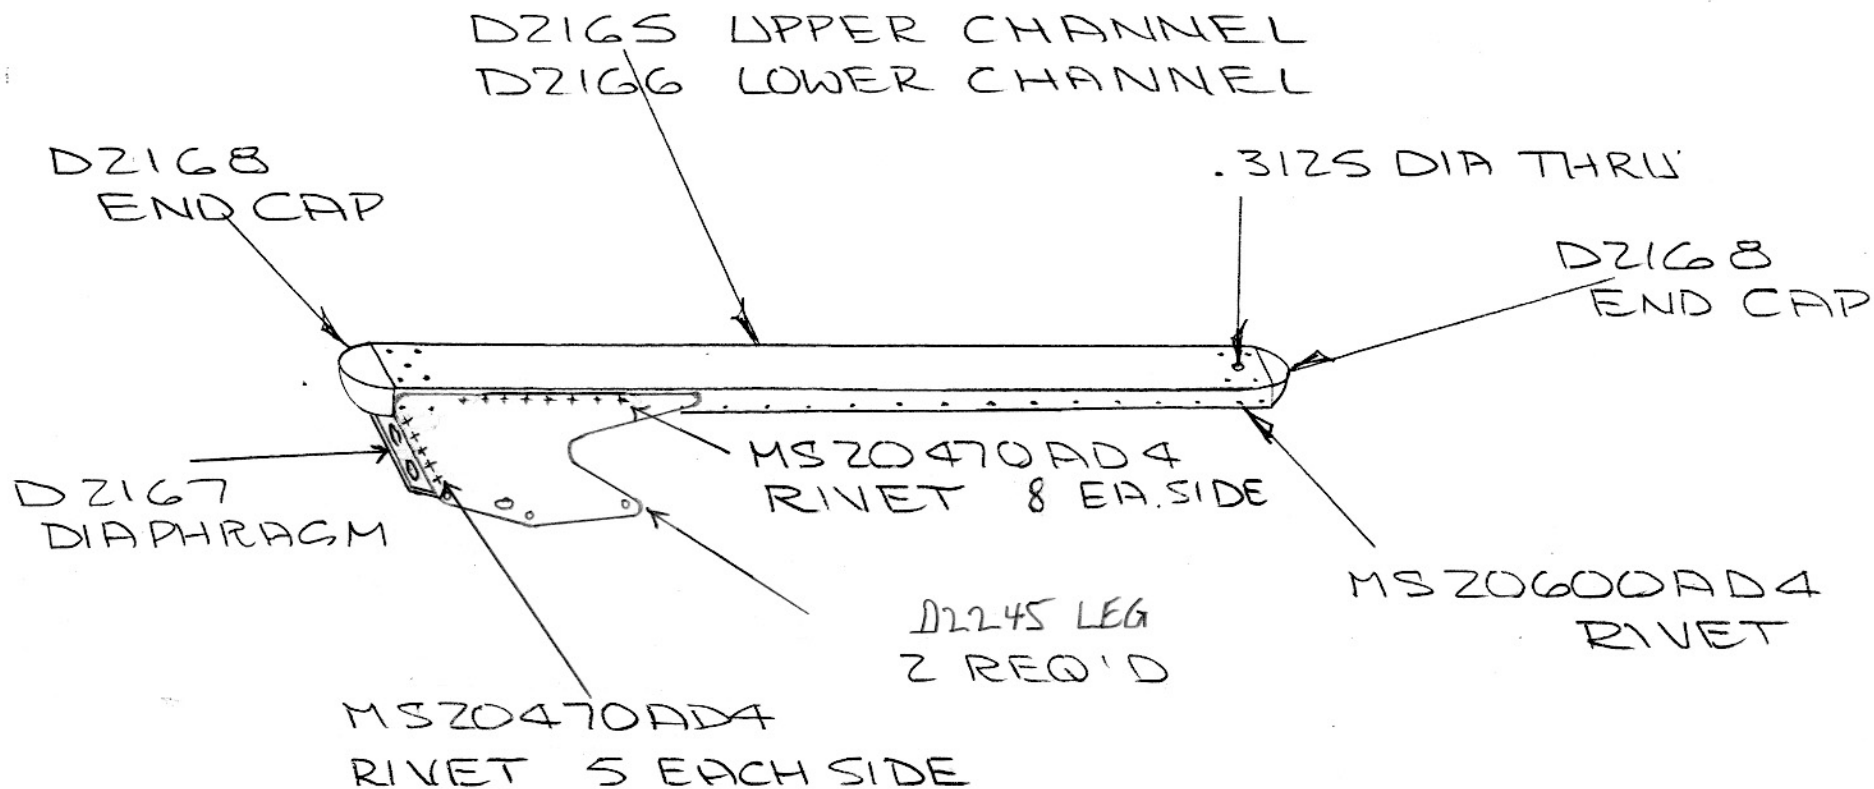 D2165 UPPER CHANNEL
D2166 LOWER CHANNEL
D2168
END CAP
.3125 DIA THRU
D2168
END CAP
MS20470AD4
RIVET 8 EA. SIDE
D2167
DIAPHRAGM
MS20600AD4
RIVET
D2245 LEG
2 REQ'D
MS20470AD4
RIVET 5 EACH SIDE